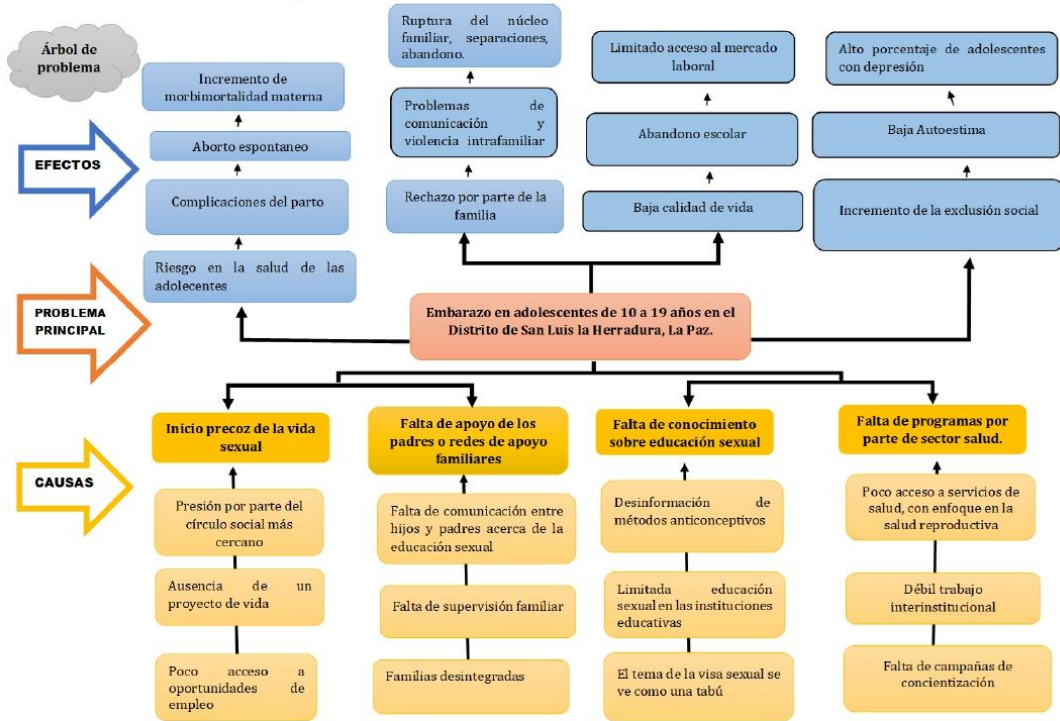 Árbol de
problema
EFECTOS
Incremento de
morbimortalidad materna
Aborto espontaneo
Complicaciones del parto
Riesgo en la salud de las
adolecentes
Ruptura del núcleo
familiar, separaciones,
abandono.
Problemas de
comunicación y
violencia intrafamiliar
Rechazo por parte de la
familia
Limitado acceso al mercado
laboral
Abandono escolar
Baja calidad de vida
Alto porcentaje de adolescentes
con depresión
Baja Autoestima
Incremento de la exclusión social
PROBLEMA
PRINCIPAL
Embarazo en adolescentes de 10 a 19 años en el
Distrito de San Luis la Herradura, La Paz.
CAUSAS
Inicio precoz de la vida
sexual
Presión por parte del
círculo social más
cercano
Ausencia de un
proyecto de vida
Poco acceso a
oportunidades de
empleo
Falta de apoyo de los
padres o redes de apoyo
familiares
Falta de comunicación entre
hijos y padres acerca de la
educación sexual
Falta de supervisión familiar
Familias desintegradas
Falta de conocimiento
sobre educación sexual
Desinformación de
métodos anticonceptivos
Limitada educación
sexual en las instituciones
educativas
El tema de la visa sexual se
ve como una tabú
Falta de programas por
parte de sector salud.
Poco acceso a servicios de
salud, con enfoque en la
salud reproductiva
Débil trabajo
interinstitucional
Falta de campañas de
concientización